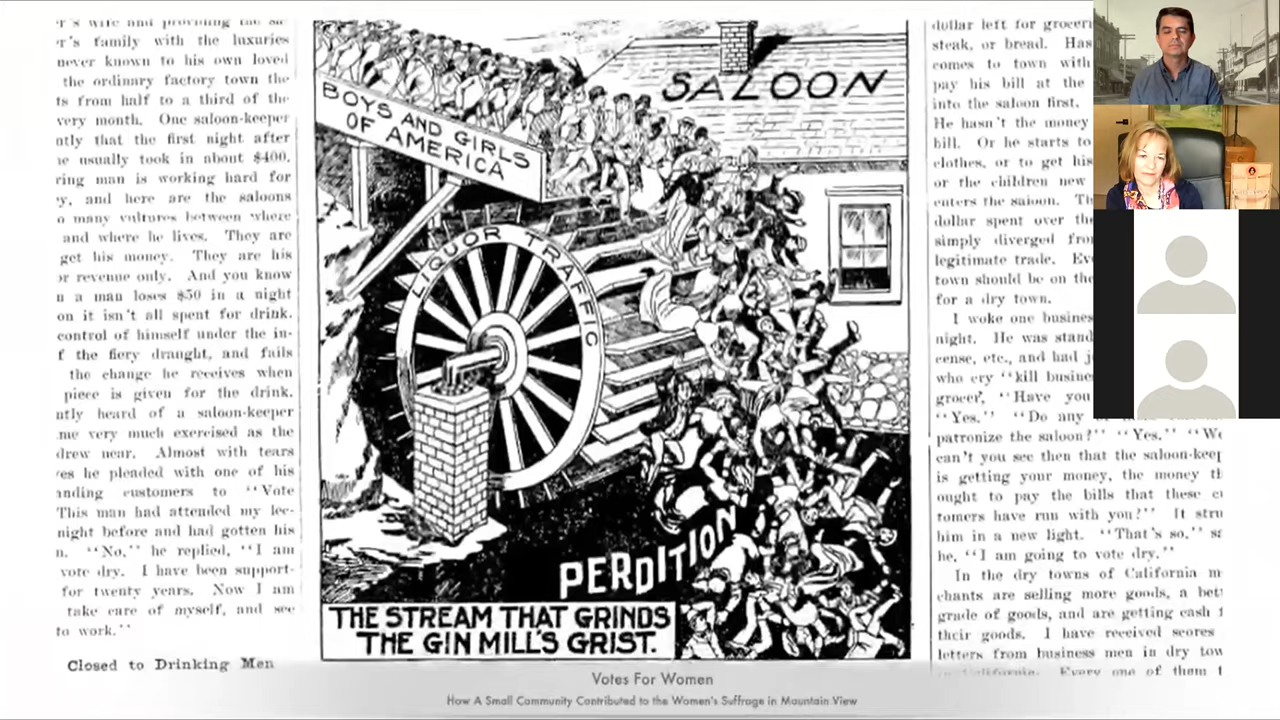 r's wife and providing the sa-
r's family with the luxuries
never known to his own loved
the ordinary factory town the
ts from half to a third of the
very month. One saloon-keeper
ntly that the first night after
ie usually took in about $400.
ring man is working hard for
y, and here are the saloons
o many vultures between where
and where he lives. They are
get his money. They are his
or revenue only. And you know
n a man loses $50 in a night
on it isn't all spent for drink.
control of himself under the in-
f the fiery draught, and fails
the change he receives when
piece is given for the drink.
ntly heard of a saloon-keeper
me very much exercised as the
drew near. Almost with tears
es he pleaded with one of his
anding customers to "Vote
This man had attended my lec-
night before and had gotten his
n. "No," he replied, "I am
vote dry. I have been support-
for twenty years. Now I am
take care of myself, and see
to work."
Closed to Drinking Men
SALOON
BOYS AND GIRLS
OF AMERICA
LIQUOR TRAFFIC
PERDITION
THE STREAM THAT GRINDS
THE GIN MILL'S GRIST.
dollar left for groceri
steak, or bread. Has
comes to town with
pay his bill at the
into the saloon first.
He hasn't the money
bill. Or he starts to
clothes, or to get his
or the children new
enters the saloon. Th
dollar spent over the
simply diverged from
legitimate trade. Ev
town should be on the
for a dry town.
I woke one busines
night. He was stand
cense, etc., and had j
who cry "kill busine
grocer, "Have you
"Yes." "Do any
patronize the saloon?" "Yes." "We
can't you see then that the saloon-keep
is getting your money, the money th
ought to pay the bills that these cu
tomers have run with you?" It stru
him in a new light. "That's so," sa
he, "I am going to vote dry."
In the dry towns of California m
chants are selling more goods, a bet
grade of goods, and are getting cash f
their goods. I have received scores
letters from business men in dry tow
California. Every one of them t
Votes For Women
How A Small Community Contributed to the Women's Suffrage in Mountain View